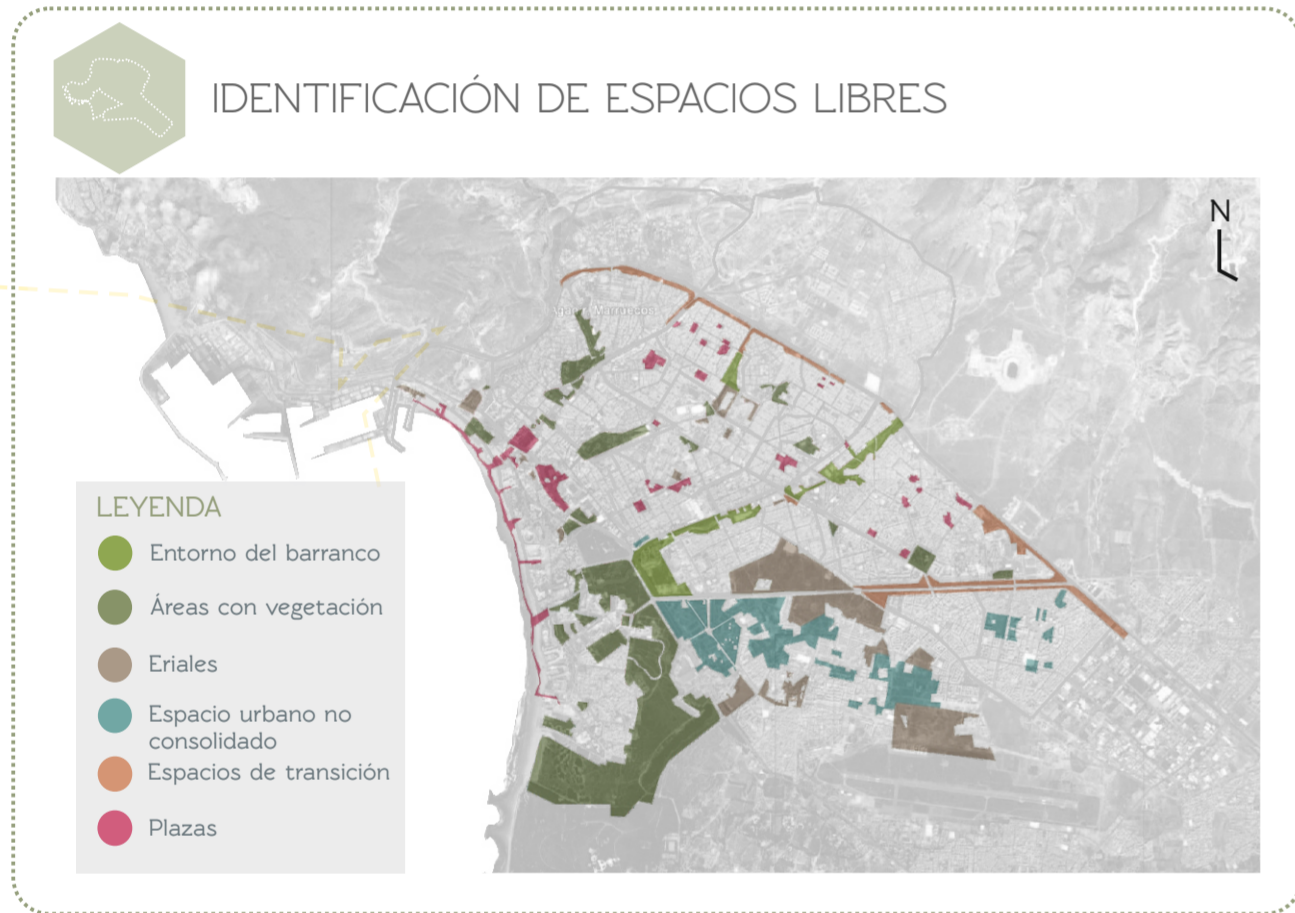 IDENTIFICACIÓN DE ESPACIOS LIBRES
N
LEYENDA
Entorno del barranco
Áreas con vegetación
Eriales
Espacio urbano no
consolidado
Espacios de transición
Plazas